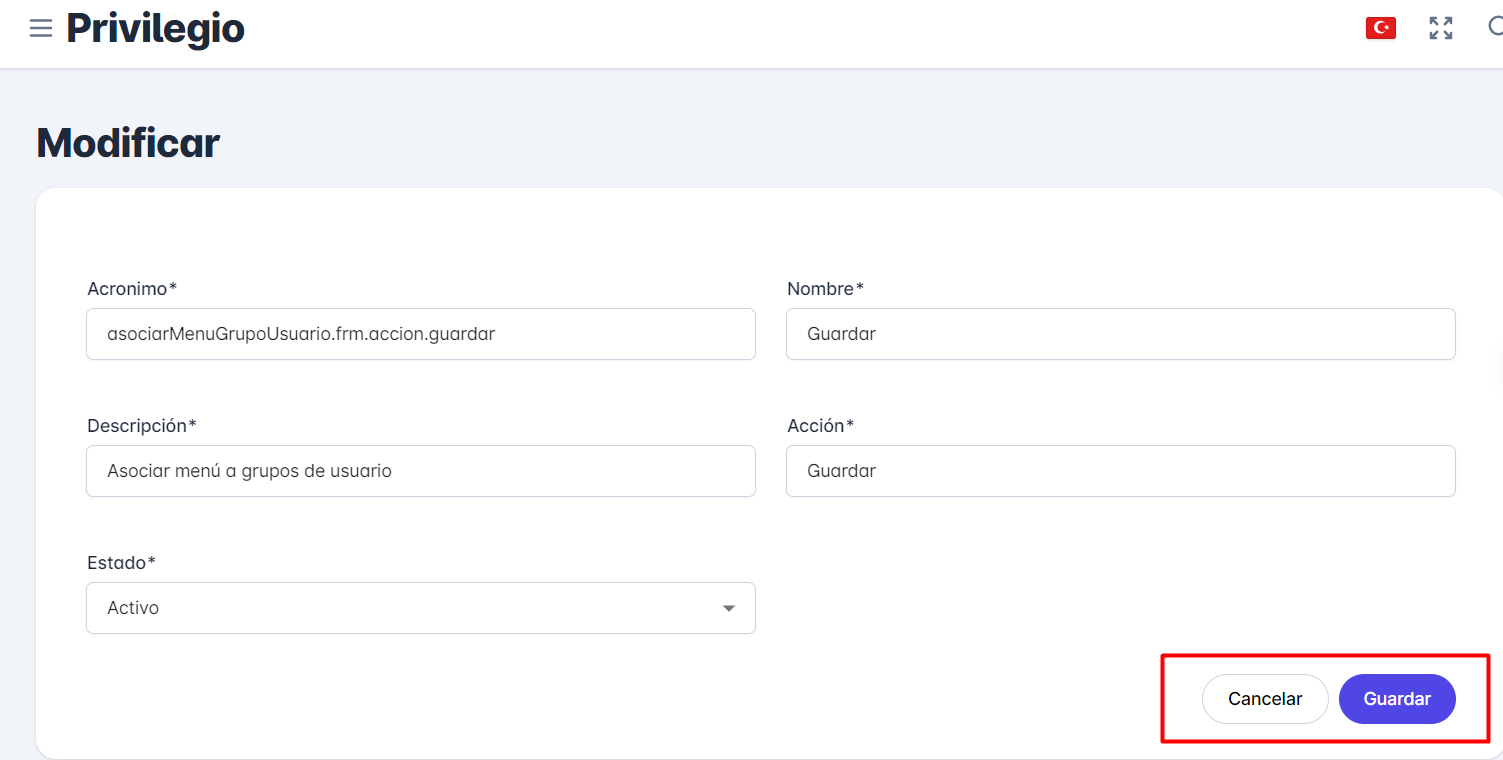 Privilegio
Modificar
Acronimo*
Nombre*
asociarMenuGrupoUsuario.frm.accion.guardar
Guardar
Descripción*
Acción*
Asociar menú a grupos de usuario
Guardar
Estado*
Activo
Cancelar
Guardar